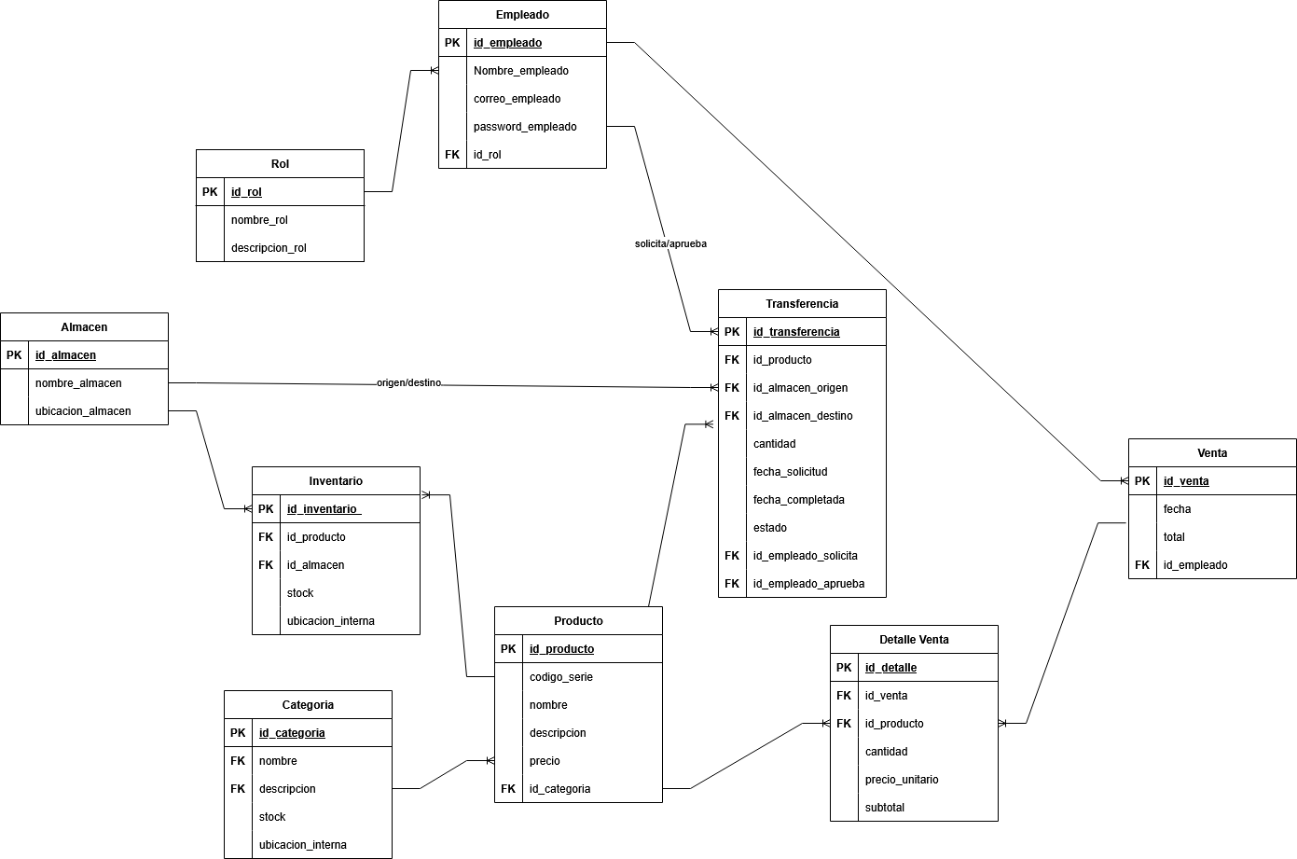 Empleado
PK id_empleado
Nombre_empleado
correo_empleado
password_empleado
FK id_rol
Rol
PK id_rol
nombre_rol
descripcion_rol
solicita/aprueba
Almacen
PK id_almacen
nombre_almacen
ubicacion_almacen
origen/destino
Transferencia
PK id_transferencia
FK id_producto
FK id_almacen_origen
FK id_almacen_destino
cantidad
fecha_solicitud
fecha_completada
estado
FK id_empleado_solicita
FK id_empleado_aprueba
Venta
PK id_venta
fecha
total
FK id_empleado
Inventario
PK id_inventario_
FK id_producto
FK id_almacen
stock
ubicacion_interna
Producto
PK id_producto
codigo_serie
nombre
descripcion
precio
FK id_categoria
Detalle Venta
PK id_detalle
FK id_venta
FK id_producto
cantidad
precio_unitario
subtotal
Categoria
PK id_categoria
FK nombre
FK descripcion
stock
ubicacion_interna